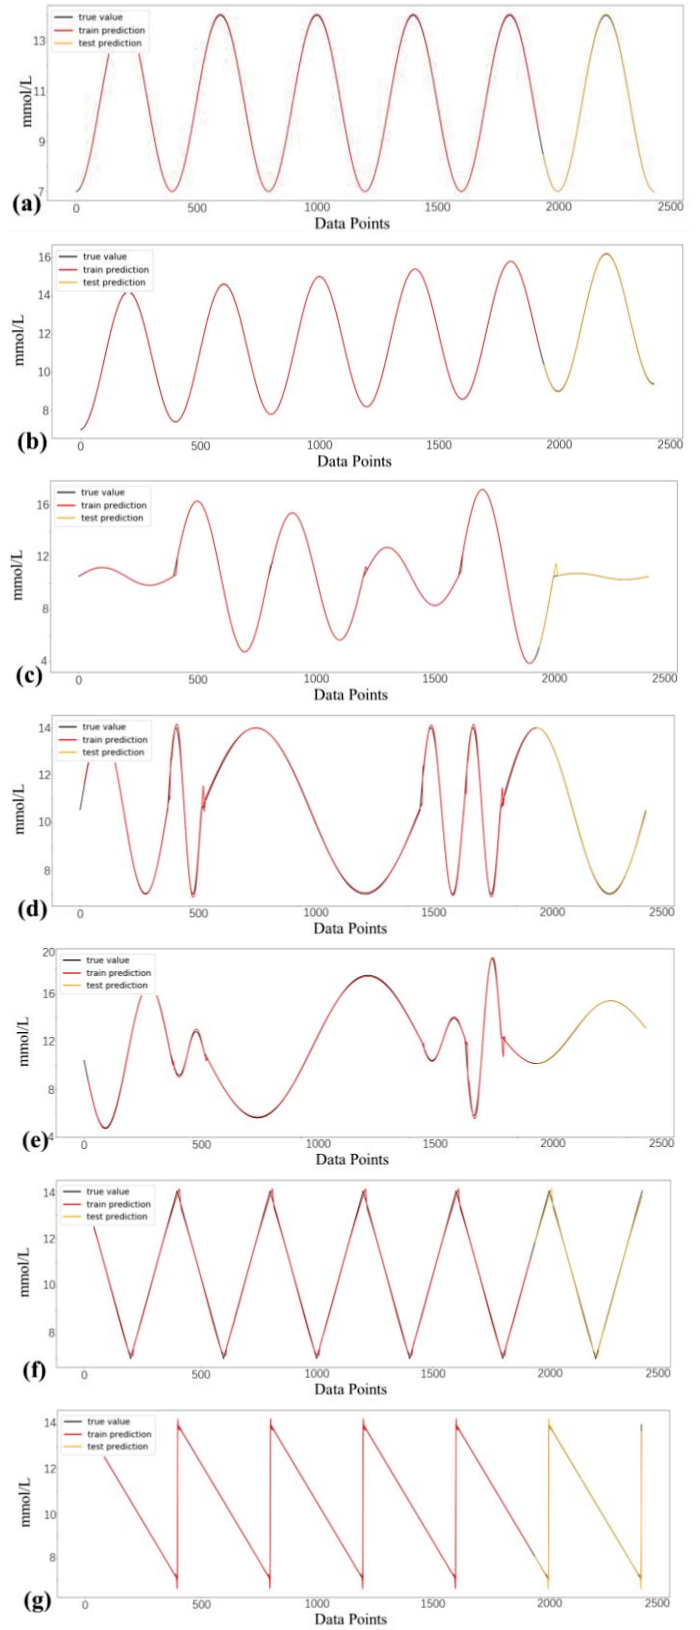 true value
train prediction
test prediction
13
11
9
7
mmol/L
(a)
0 500 1000 1500 2000 2500
Data Points
true value
train prediction
test prediction
16
14
12
10
8
mmol/L
(b)
0 500 1000 1500 2000 2500
Data Points
true value
train prediction
test prediction
16
12
8
4
mmol/L
(c)
0 500 1000 1500 2000 2500
Data Points
true value
train prediction
test prediction
14
12
10
8
mmol/L
(d)
0 500 1000 1500 2000 2500
Data Points
true value
train prediction
test prediction
20
16
12
8
4
mmol/L
(e)
0 500 1000 1500 2000 2500
Data Points
true value
train prediction
test prediction
14
12
10
8
mmol/L
(f)
0 500 1000 1500 2000 2500
Data Points
true value
train prediction
test prediction
14
12
10
8
mmol/L
(g)
0 500 1000 1500 2000 2500
Data Points